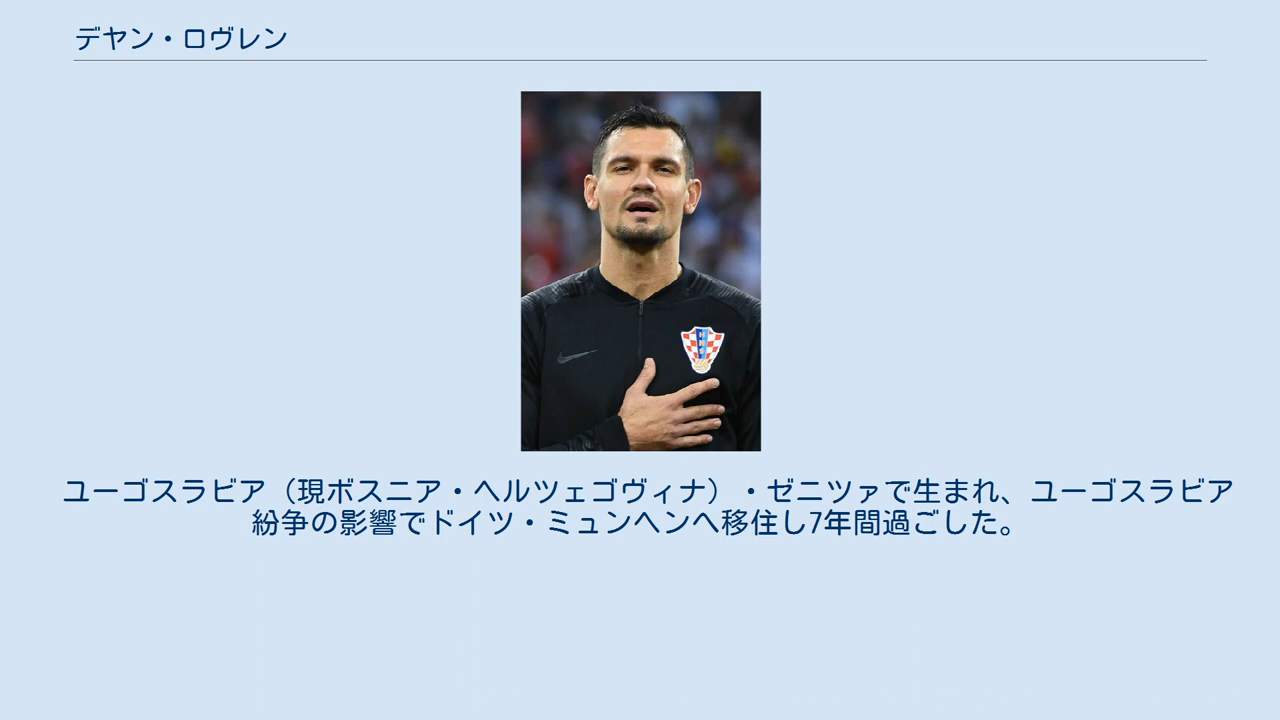 デヤン・ロヴレン
ユーゴスラビア（現ボスニア・ヘルツェゴヴィナ）・ゼニツァで生まれ、ユーゴスラビア
紛争の影響でドイツ・ミュンヘンへ移住し7年間過ごした。